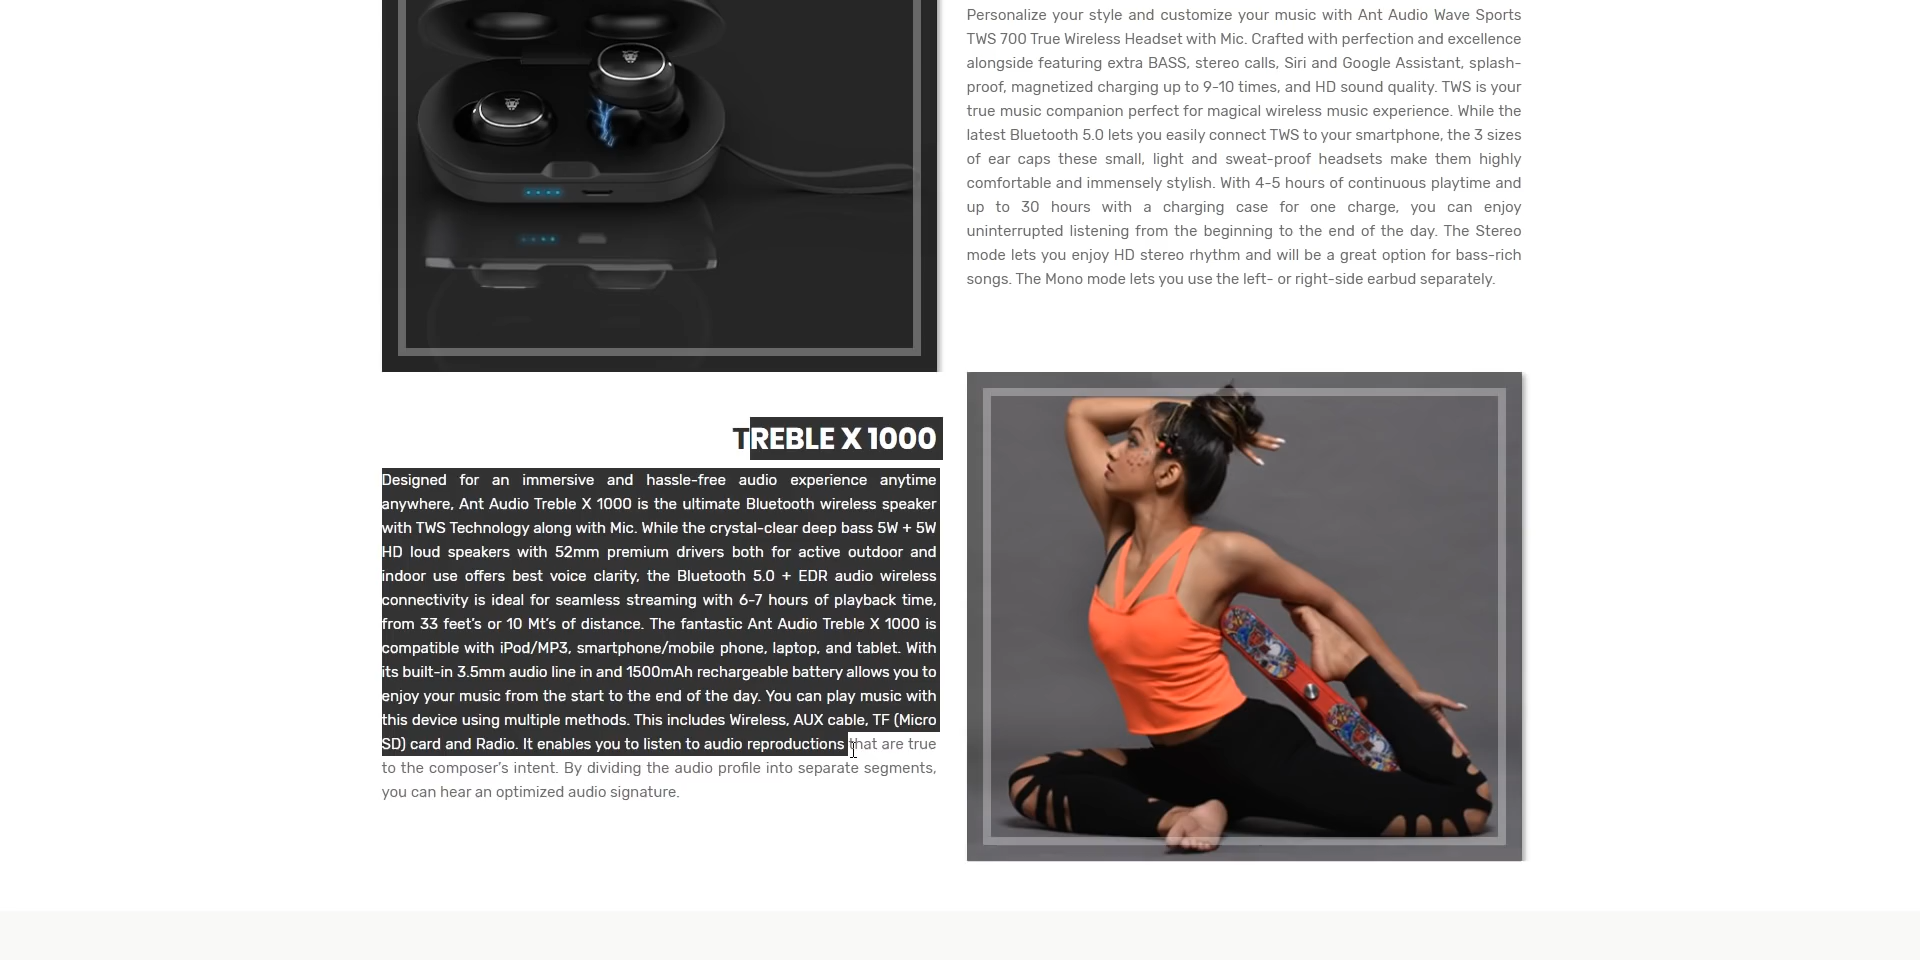 Personalize your style and customize your music with Ant Audio Wave Sports
TWS 700 True Wireless Headset with Mic. Crafted with perfection and excellence
alongside featuring extra BASS, stereo calls, Siri and Google Assistant, splash-
proof, magnetized charging up to 9-10 times, and HD sound quality. TWS is your
true music companion perfect for magical wireless music experience. While the
latest Bluetooth 5.0 lets you easily connect TWS to your smartphone, the 3 sizes
of ear caps these small, light and sweat-proof headsets make them highly
comfortable and immensely stylish. With 4-5 hours of continuous playtime and
up to 30 hours with a charging case for one charge, you can enjoy
uninterrupted listening from the beginning to the end of the day. The Stereo
mode lets you enjoy HD stereo rhythm and will be a great option for bass-rich
songs. The Mono mode lets you use the left- or right-side earbud separately.
TREBLE X 1000
Designed for an immersive and hassle-free audio experience anytime
anywhere, Ant Audio Treble X 1000 is the ultimate Bluetooth wireless speaker
with TWS Technology along with Mic. While the crystal-clear deep bass 5W + 5W
HD loud speakers with 52mm premium drivers both for active outdoor and
indoor use offers best voice clarity, the Bluetooth 5.0 + EDR audio wireless
connectivity is ideal for seamless streaming with 6-7 hours of playback time,
from 33 feet’s or 10 Mt’s of distance. The fantastic Ant Audio Treble X 1000 is
compatible with iPod/MP3, smartphone/mobile phone, laptop, and tablet. With
its built-in 3.5mm audio line in and 1500mAh rechargeable battery allows you to
enjoy your music from the start to the end of the day. You can play music with
this device using multiple methods. This includes Wireless, AUX cable, TF (Micro
SD) card and Radio. It enables you to listen to audio reproductions that are true
to the composer’s intent. By dividing the audio profile into separate segments,
you can hear an optimized audio signature.